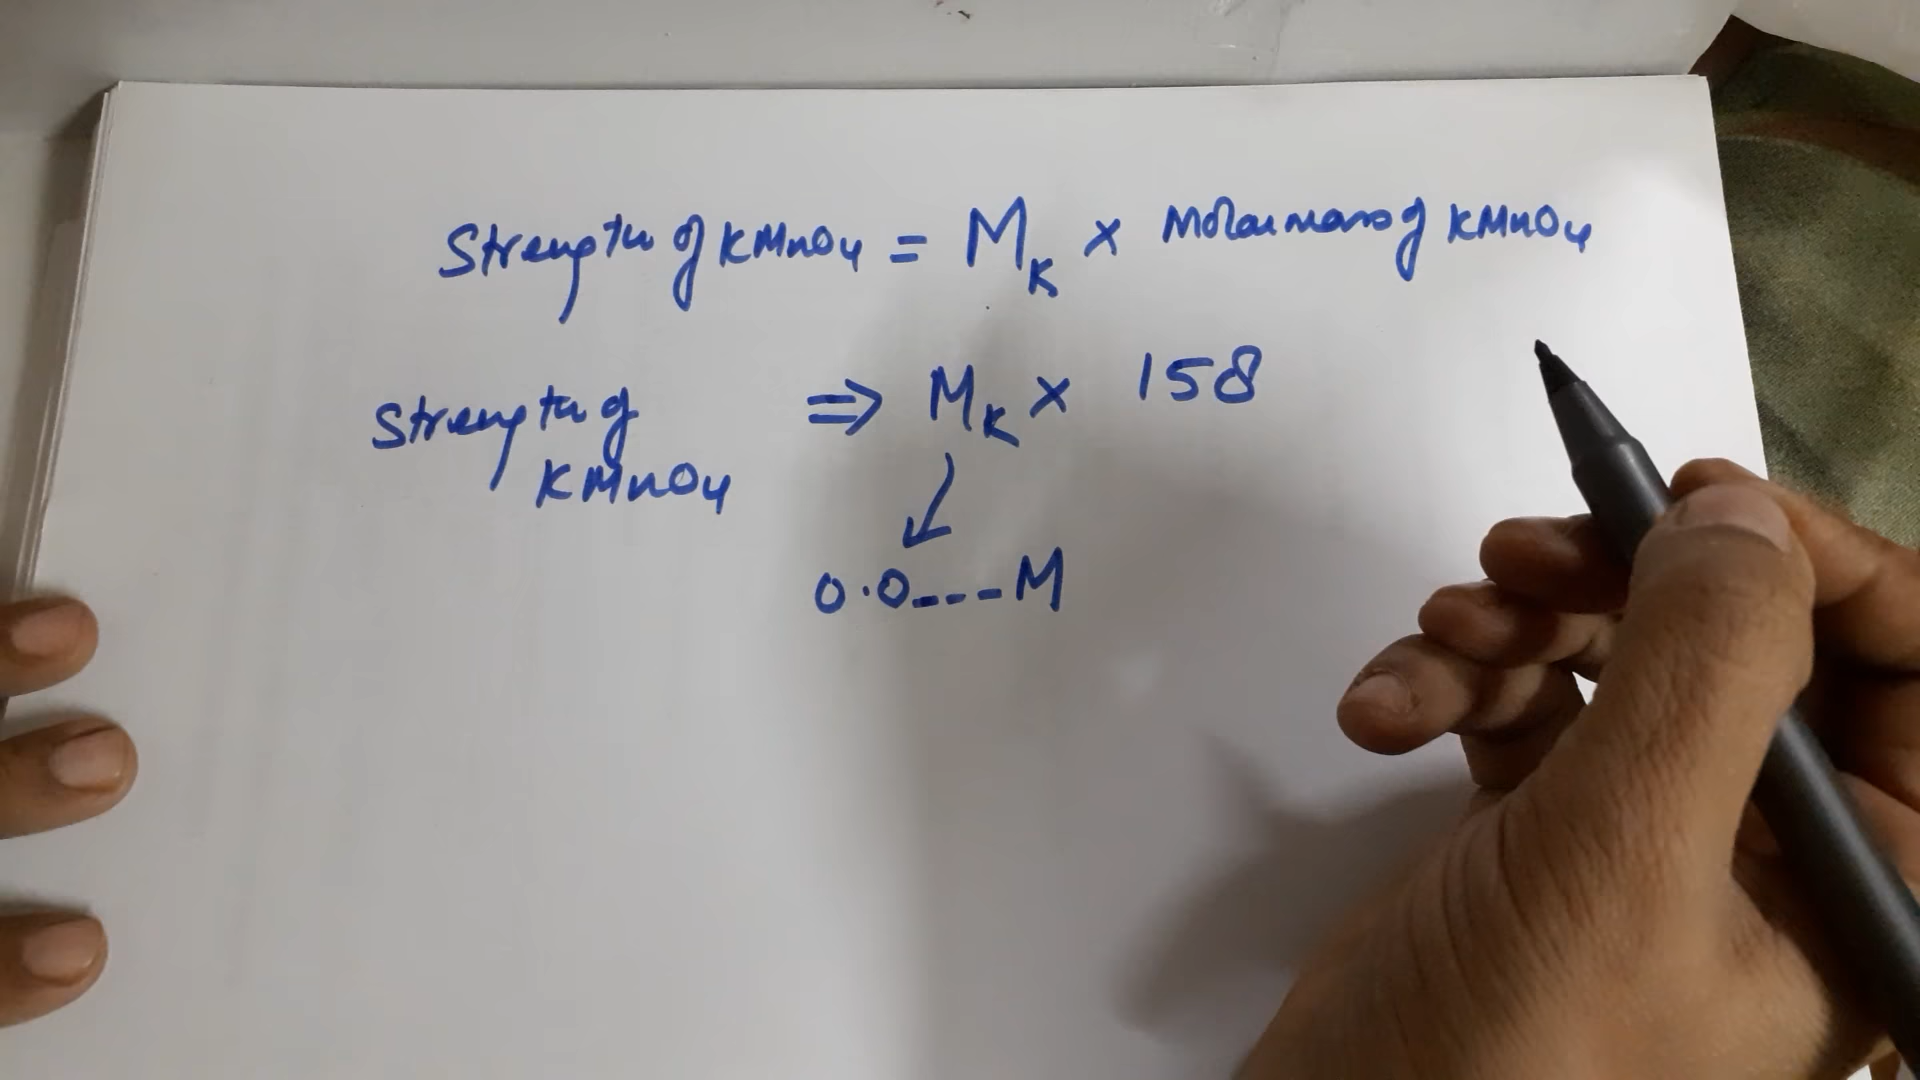 Strength of KMnO4 = MK × Molar mass of KMnO4
Strength of ⇒ MK × 158
KMnO4
0.0---M